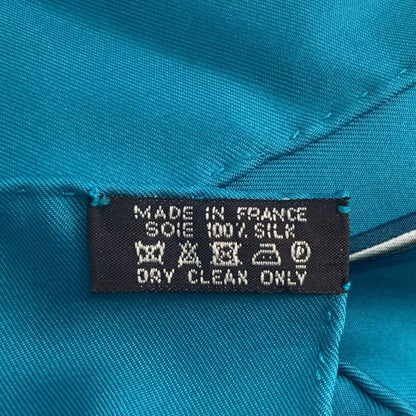 MADE IN FRANCE
SOIE 100% SILK
P
DRY CLEAN ONLY